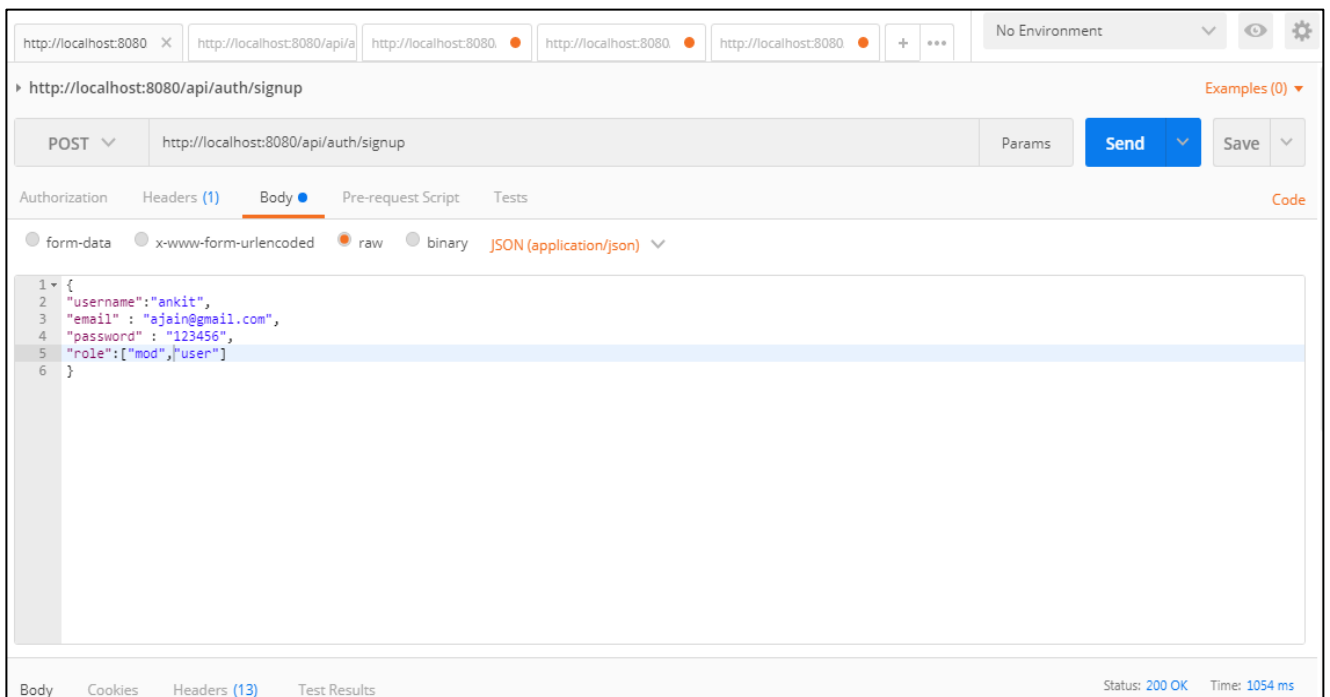 http://localhost:8080 http://localhost:8080/api/a http://localhost:8080. http://localhost:8080. http://localhost:8080. + ••• No Environment
http://localhost:8080/api/auth/signup Examples (0)
POST http://localhost:8080/api/auth/signup Params Send Save
Authorization Headers (1) Body Pre-request Script Tests Code
form-data x-www-form-urlencoded raw binary JSON (application/json)
1 {
2 "username":"ankit",
3 "email" : "ajain@gmail.com",
4 "password" : "123456",
5 "role":["mod","user"]
6 }
Body Cookies Headers (13) Test Results Status: 200 OK Time: 1054 ms